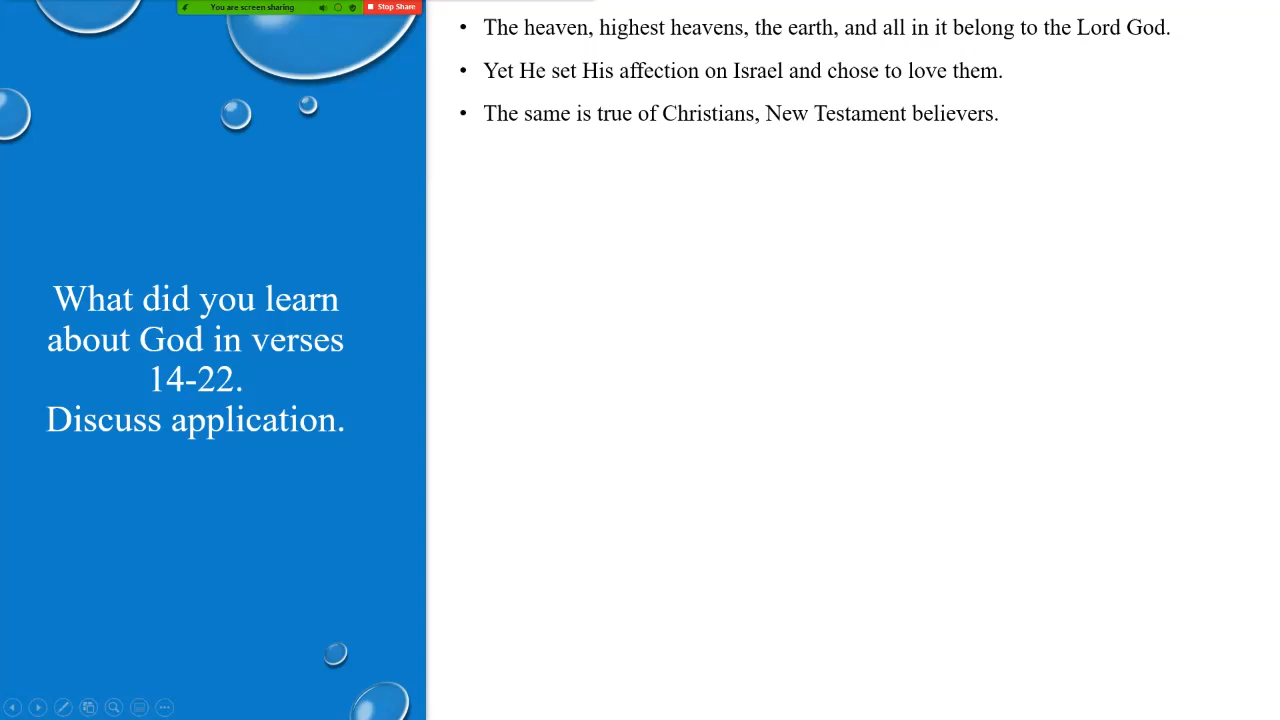 You are screen sharing
Stop Share
• The heaven, highest heavens, the earth, and all in it belong to the Lord God.
• Yet He set His affection on Israel and chose to love them.
• The same is true of Christians, New Testament believers.
What did you learn
about God in verses
14-22.
Discuss application.